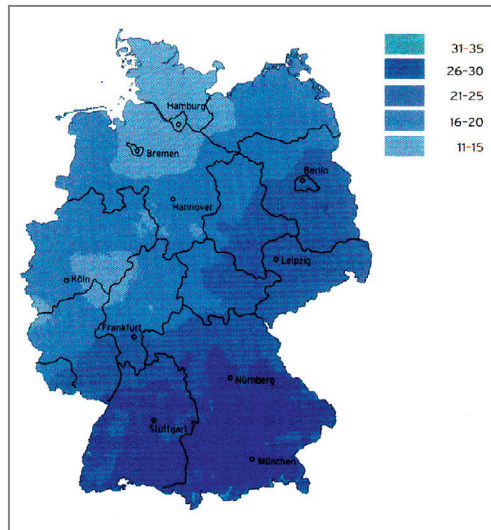 31-35
26-30
21-25
16-20
11-15
Hamburg
Bremen
Berlin
Hannover
Leipzig
Köln
Frankfurt
Nürnberg
Stuttgart
München